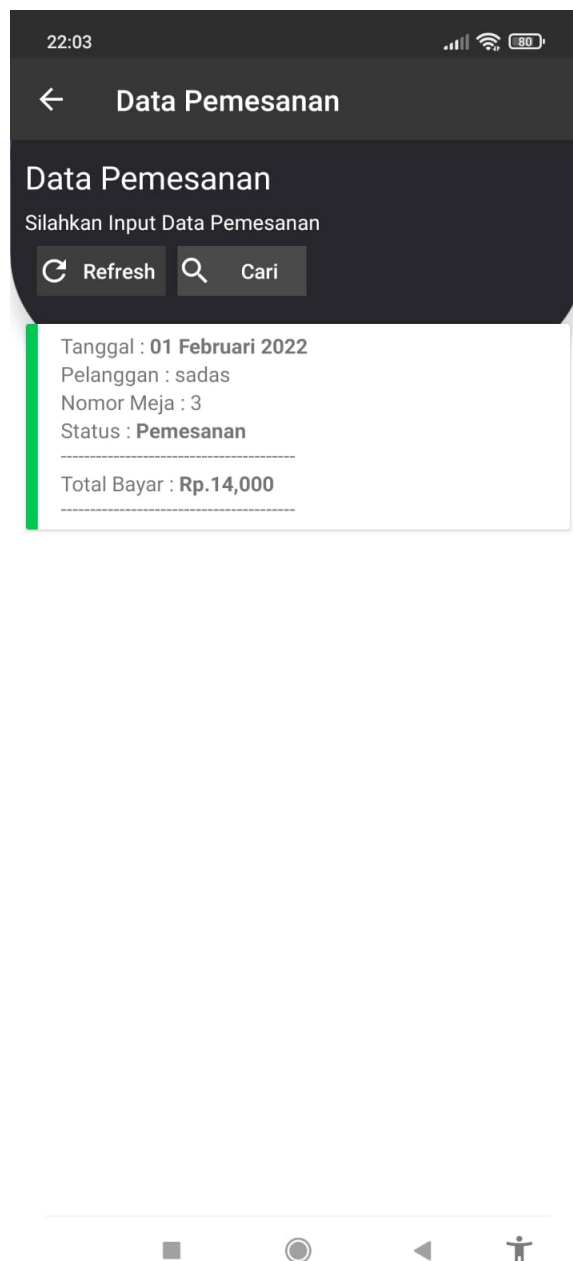 22:03
80
Data Pemesanan
Data Pemesanan
Silahkan Input Data Pemesanan
Refresh Cari
Tanggal : 01 Februari 2022
Pelanggan : sadas
Nomor Meja : 3
Status : Pemesanan
----------------------------------------
Total Bayar : Rp.14,000
----------------------------------------